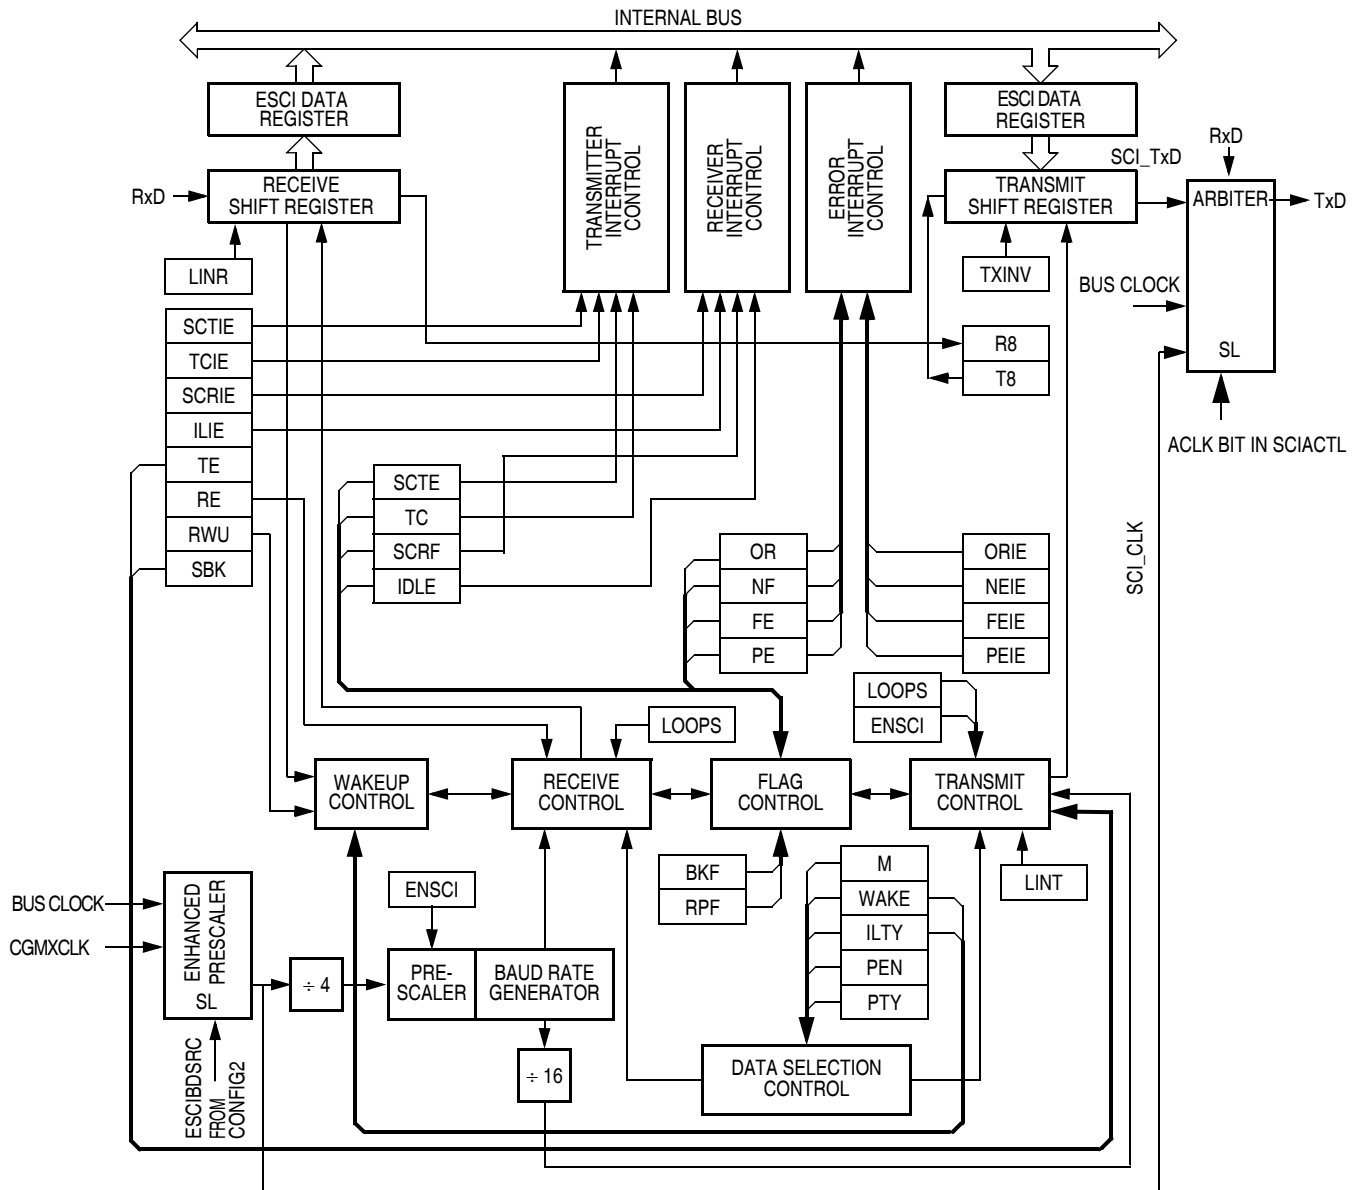 INTERNAL BUS
ESCI DATA
REGISTER
TRANSMITTER
INTERRUPT
CONTROL
RECEIVER
INTERRUPT
CONTROL
ERROR
INTERRUPT
CONTROL
ESCI DATA
REGISTER
RxD
RECEIVE
SHIFT REGISTER
SCI_TxD
TRANSMIT
SHIFT REGISTER
RxD
ARBITER
TxD
LINR
TXINV
BUS CLOCK
SL
ACLK BIT IN SCIACTL
SCTIE
TCIE
SCRIE
ILIE
TE
RE
RWU
SBK
R8
T8
SCTE
TC
SCRF
IDLE
OR
NF
FE
PE
ORIE
NEIE
FEIE
PEIE
SCI_CLK
LOOPS
LOOPS
ENSCI
WAKEUP
CONTROL
RECEIVE
CONTROL
FLAG
CONTROL
TRANSMIT
CONTROL
BKF
RPF
M
WAKE
ILTY
PEN
PTY
LINT
BUS CLOCK
CGMXCLK
ENHANCED
PRESCALER
SL
ENSCI
÷ 4
PRE-
SCALER
BAUD RATE
GENERATOR
÷ 16
DATA SELECTION
CONTROL
ESCIBDSRC
FROM
CONFIG2